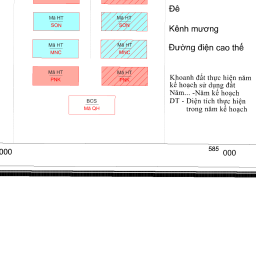 Mã HT Mã HT Đê
SON SON Kênh mương
Mã HT Mã HT Đường điện cao thế
MNC MNC
Mã HT Mã HT Khoanh đất thực hiện năm
PNK PNK kế hoạch sử dụng đất
Năm... -Năm kế hoạch
BCS DT - Diện tích thực hiện
Mã QH trong năm kế hoạch
000 585 000